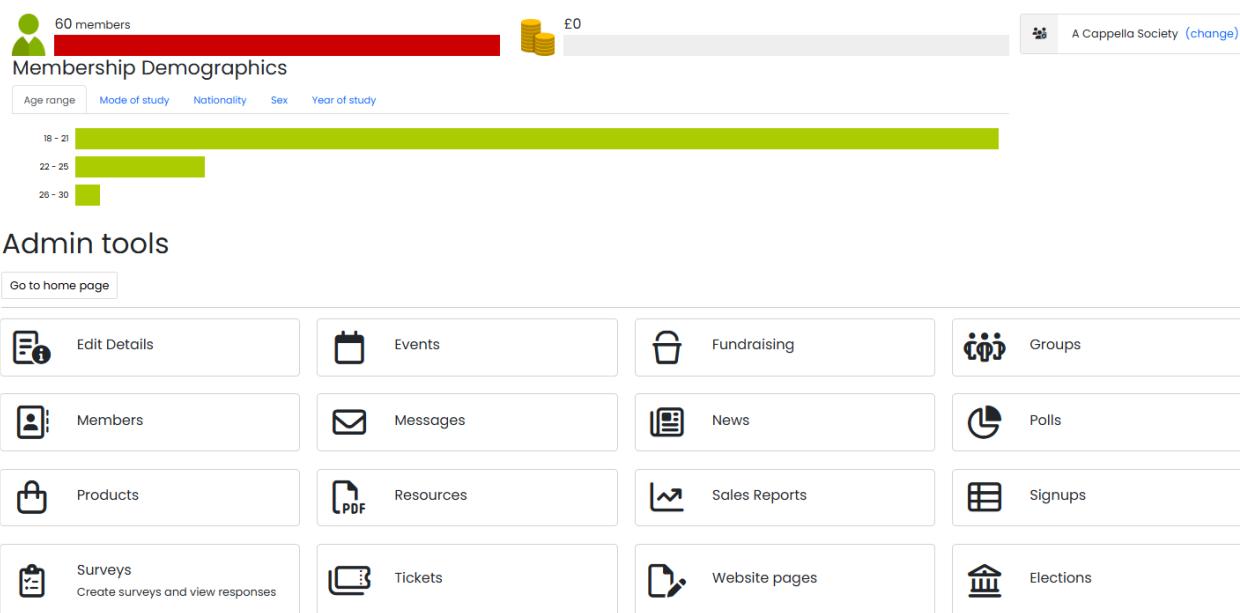 60 members
£0
A Cappella Society (change)
Membership Demographics
Age range Mode of study Nationality Sex Year of study
18 - 21
22 - 25
26 - 30
Admin tools
Go to home page
Edit Details Events Fundraising Groups
Members Messages News Polls
Products PDF Resources Sales Reports Signups
Surveys Tickets Website pages Elections
Create surveys and view responses